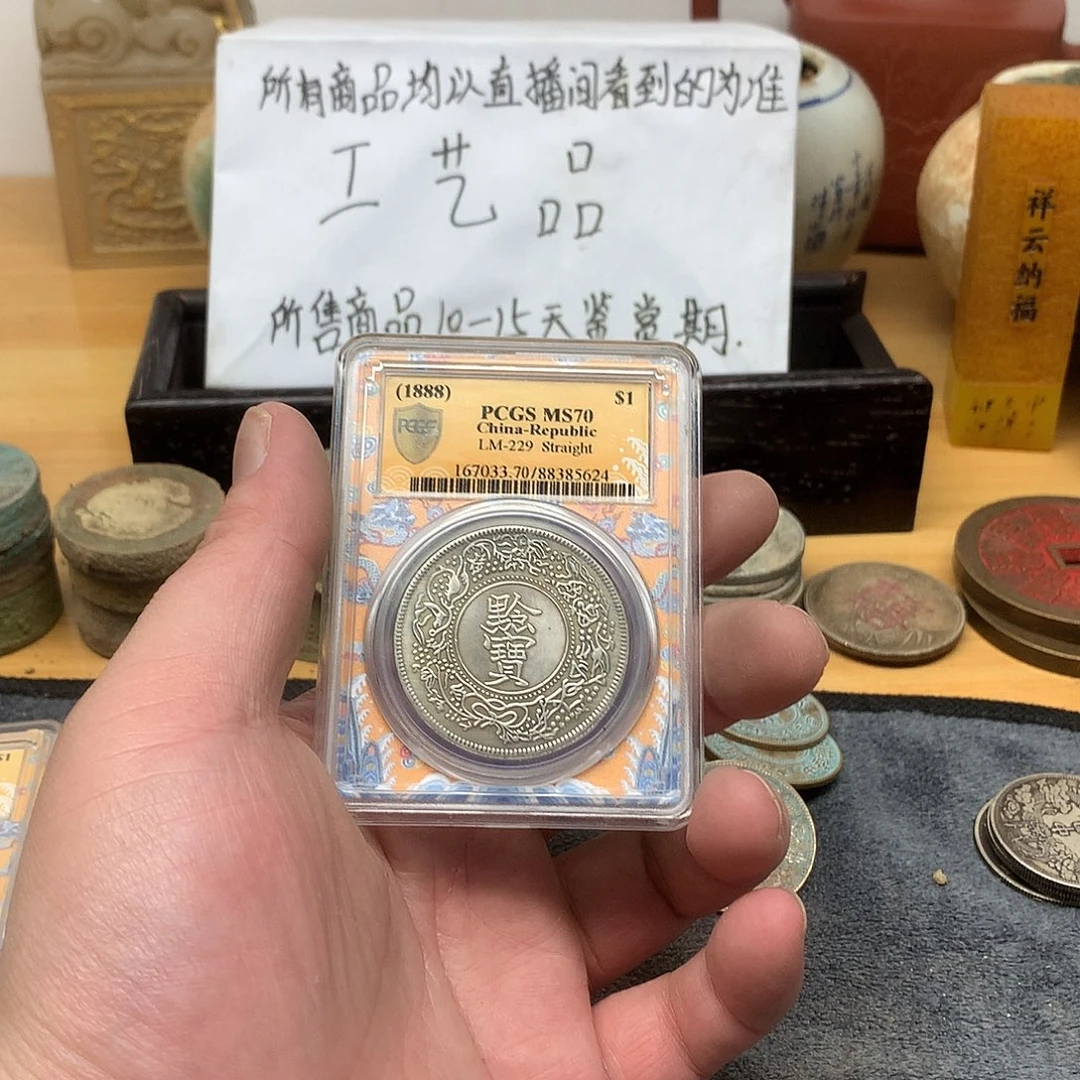 所有商品均以直播间看到的为准
工艺品
所售商品10-15天鉴赏期.
(1888) $1
PCGS MS70
China-Republic
PCGS
LM-229 Straight
167033.70/88385624
黔寶
祥云纳福